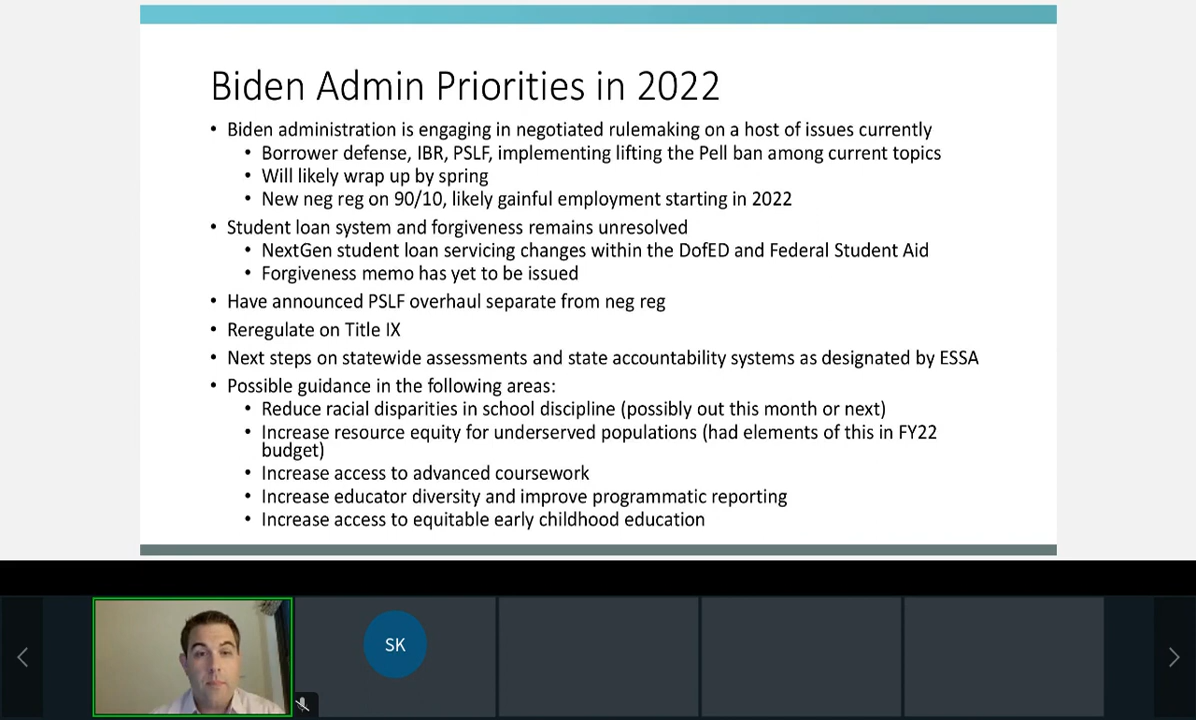 Biden Admin Priorities in 2022
• Biden administration is engaging in negotiated rulemaking on a host of issues currently
• Borrower defense, IBR, PSLF, implementing lifting the Pell ban among current topics
• Will likely wrap up by spring
• New neg reg on 90/10, likely gainful employment starting in 2022
• Student loan system and forgiveness remains unresolved
• NextGen student loan servicing changes within the DofED and Federal Student Aid
• Forgiveness memo has yet to be issued
• Have announced PSLF overhaul separate from neg reg
• Reregulate on Title IX
• Next steps on statewide assessments and state accountability systems as designated by ESSA
• Possible guidance in the following areas:
• Reduce racial disparities in school discipline (possibly out this month or next)
• Increase resource equity for underserved populations (had elements of this in FY22
budget)
• Increase access to advanced coursework
• Increase educator diversity and improve programmatic reporting
• Increase access to equitable early childhood education
SK